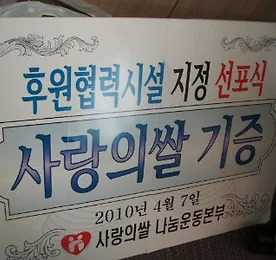 후원협력시설 지정 선포식
사랑의쌀 기증
2010년 4월 7일
사랑의쌀 나눔운동본부